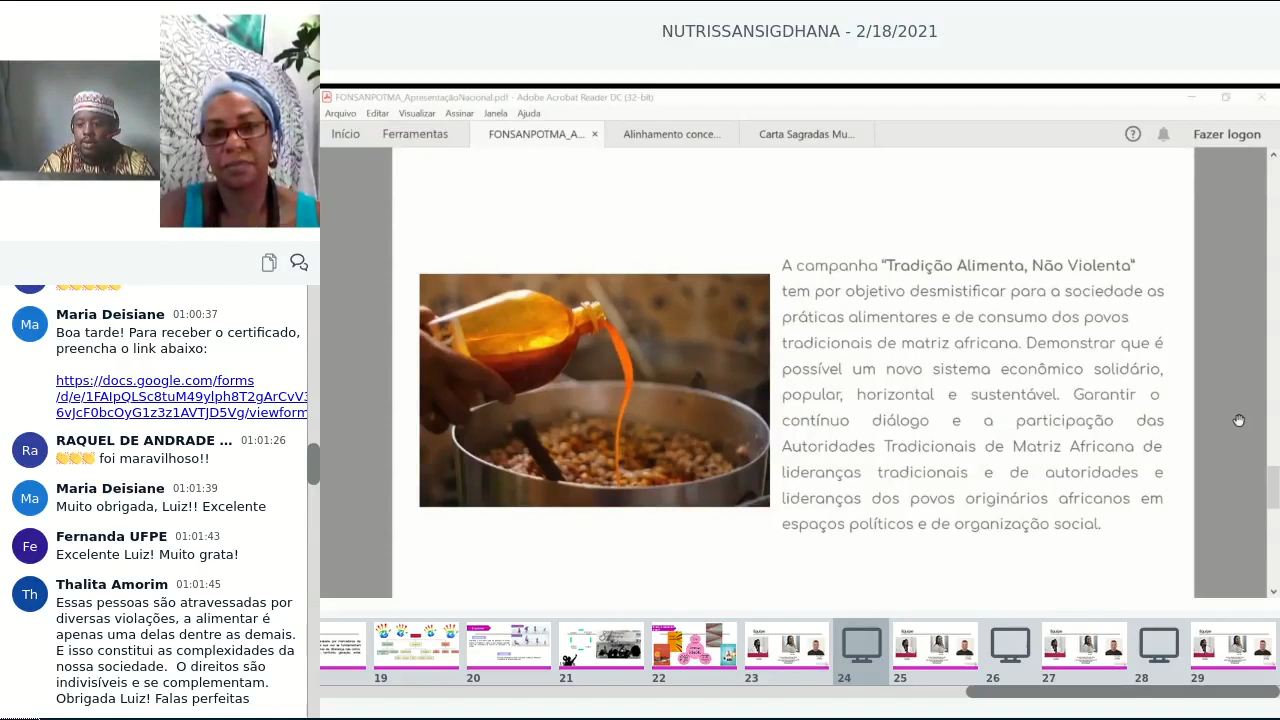 NUTRISSANSIGDHANA - 2/18/2021
FONSANPOTMA_ApresentaçãoNacional.pdf - Adobe Acrobat Reader DC (32-bit)
Arquivo Editar Visualizar Assinar Janela Ajuda
Início Ferramentas FONSANPOTMA_A... × Alinhamento conce... Carta Sagradas Mu... Fazer logon
A campanha “Tradição Alimenta, Não Violenta”
tem por objetivo desmistificar para a sociedade as
práticas alimentares e de consumo dos povos
tradicionais de matriz africana. Demonstrar que é
possível um novo sistema econômico solidário,
popular, horizontal e sustentável. Garantir o
contínuo diálogo e a participação das
Autoridades Tradicionais de Matriz Africana de
lideranças tradicionais e de autoridades e
lideranças dos povos originários africanos em
espaços políticos e de organização social.
Ma
Maria Deisiane 01:00:37
Boa tarde! Para receber o certificado,
preencha o link abaixo:
https://docs.google.com/forms
Ra
RAQUEL DE ANDRADE ... 01:01:26
👏👏👏 foi maravilhoso!!
Ma
Maria Deisiane 01:01:39
Muito obrigada, Luiz!! Excelente
Fe
Fernanda UFPE 01:01:43
Excelente Luiz! Muito grata!
Th
Thalita Amorim 01:01:45
Essas pessoas são atravessadas por
diversas violações, a alimentar é
apenas uma delas dentre as demais.
E isso constitui as complexidades da
nossa sociedade. O direitos são
indivisíveis e se complementam.
Obrigada Luiz! Falas perfeitas
Equipe Equipe Equipe Equipe
19 20 21 22 23 24 25 26 27 28 29